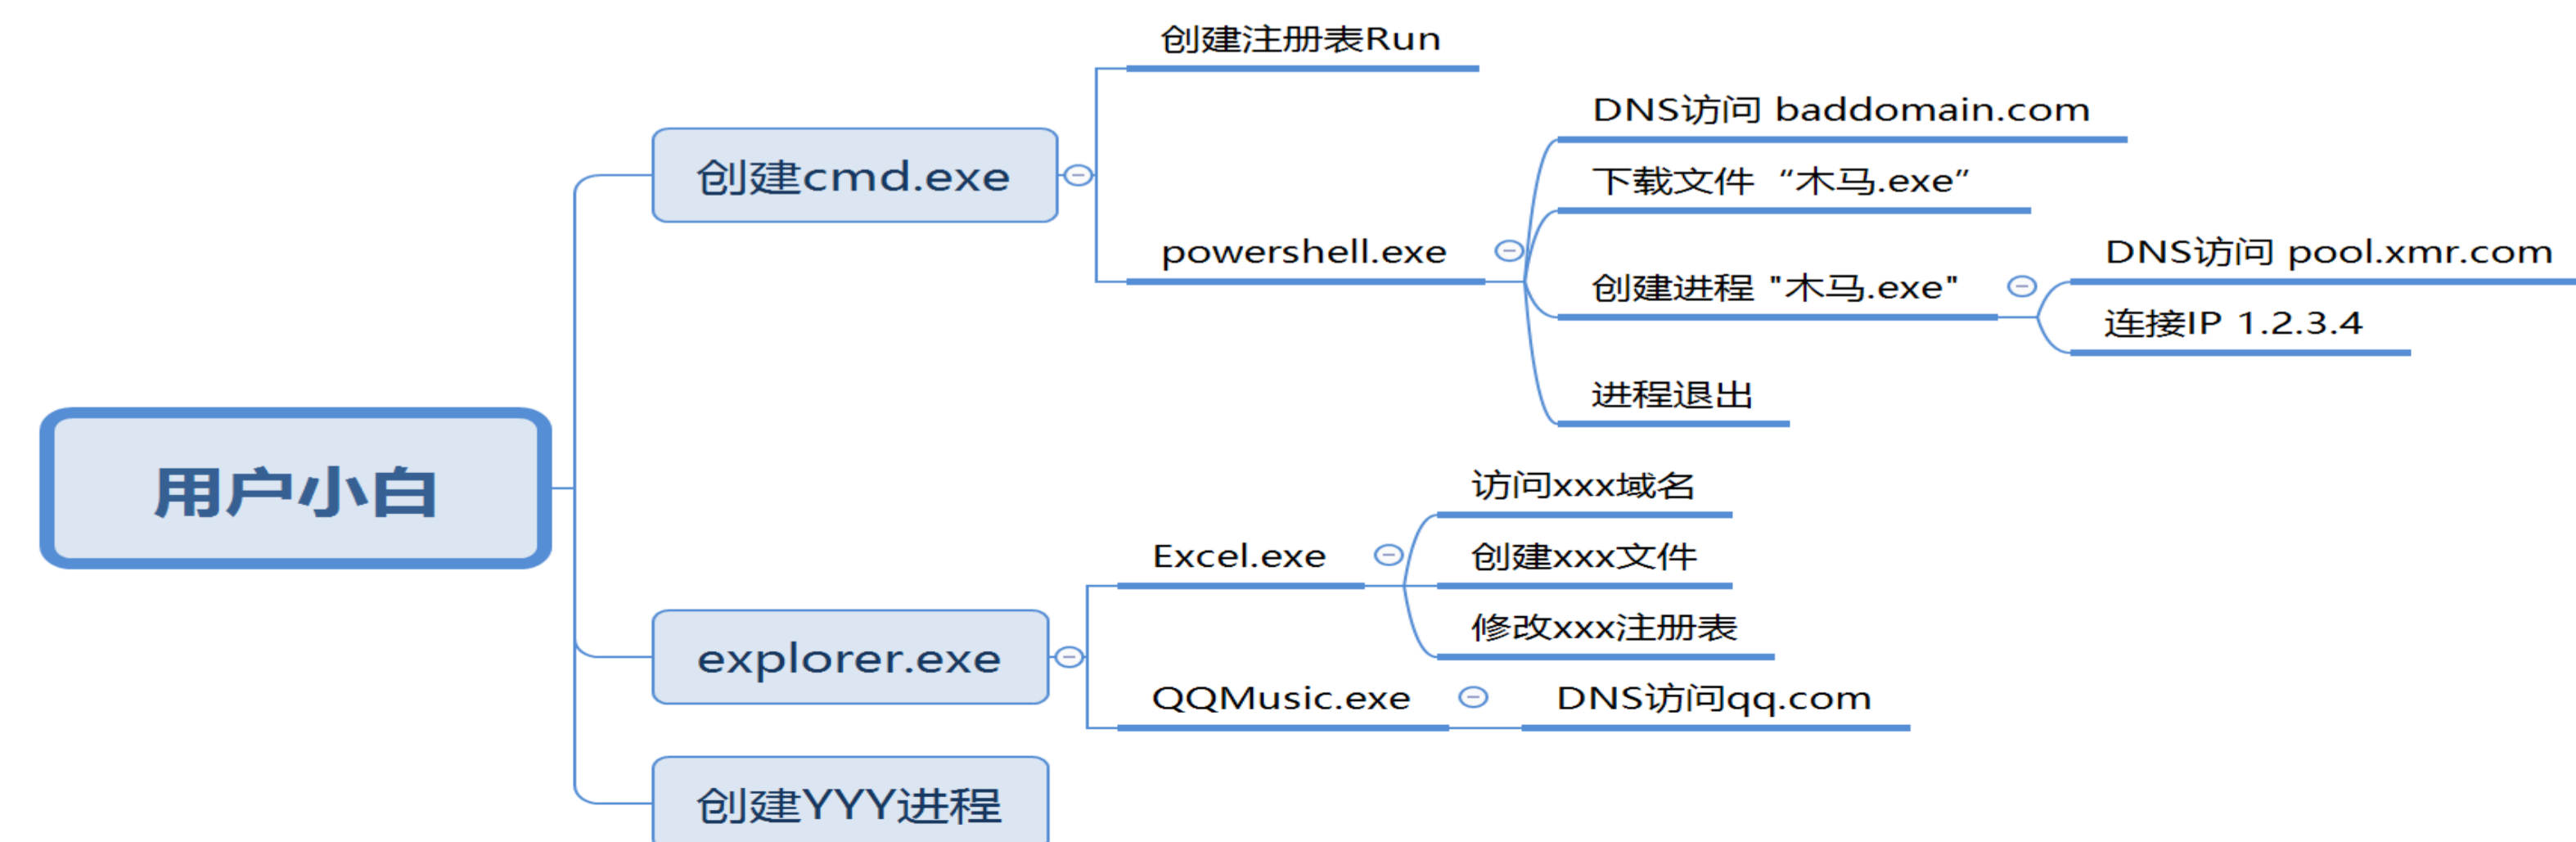 创建注册表Run
DNS访问 baddomain.com
创建cmd.exe
下载文件 “木马.exe”
powershell.exe
DNS访问 pool.xmr.com
创建进程 "木马.exe"
连接IP 1.2.3.4
进程退出
用户小白
访问xxx域名
Excel.exe
创建xxx文件
修改xxx注册表
explorer.exe
QQMusic.exe
DNS访问qq.com
创建YYY进程